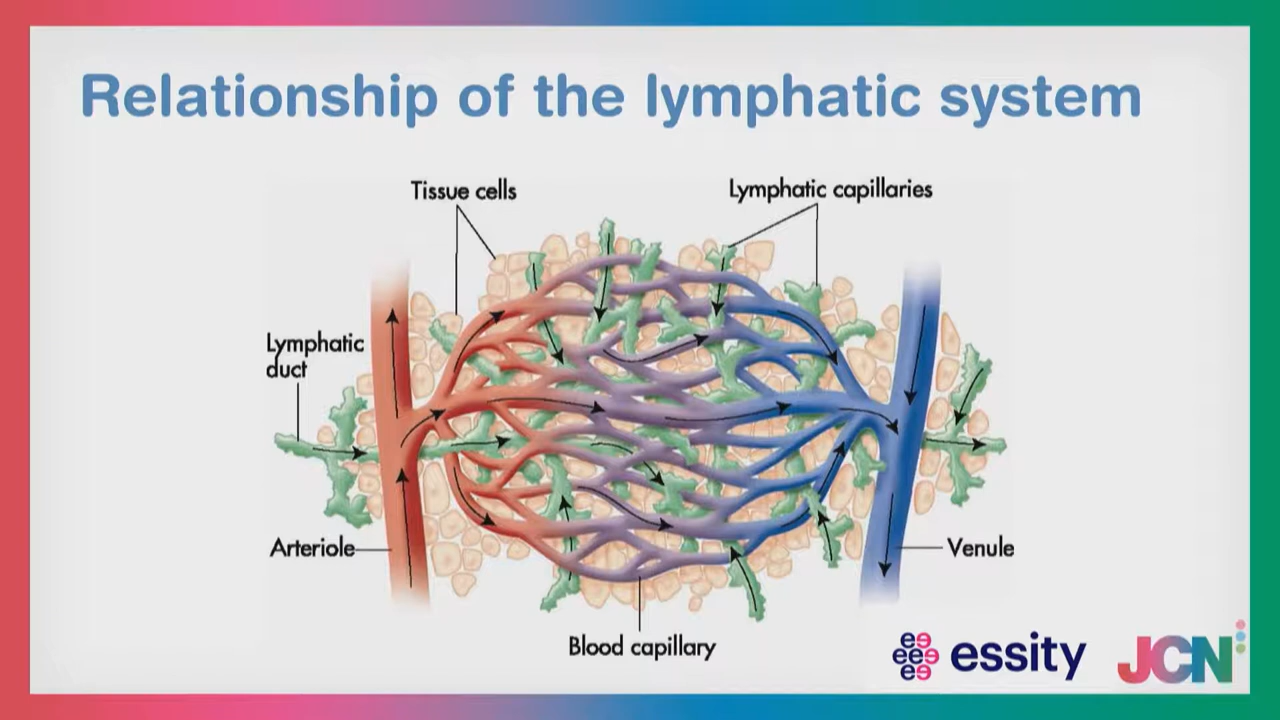 Relationship of the lymphatic system
Tissue cells
Lymphatic capillaries
Lymphatic
duct
Arteriole
Venule
Blood capillary
essity
JCN